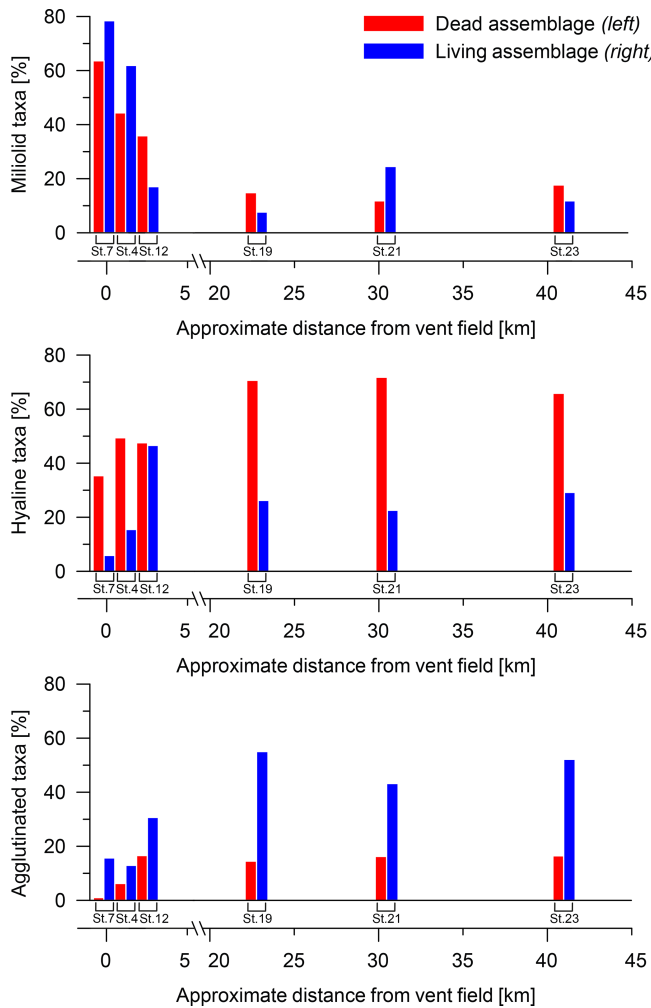 Dead assemblage (left)
Living assemblage (right)
Miliolid taxa [%]
80
60
40
20
0
St.7 St.4 St.12 St.19 St.21 St.23
0 5 20 25 30 35 40 45
Approximate distance from vent field [km]
Hyaline taxa [%]
80
60
40
20
0
St.7 St.4 St.12 St.19 St.21 St.23
0 5 20 25 30 35 40 45
Approximate distance from vent field [km]
Agglutinated taxa [%]
80
60
40
20
0
St.7 St.4 St.12 St.19 St.21 St.23
0 5 20 25 30 35 40 45
Approximate distance from vent field [km]